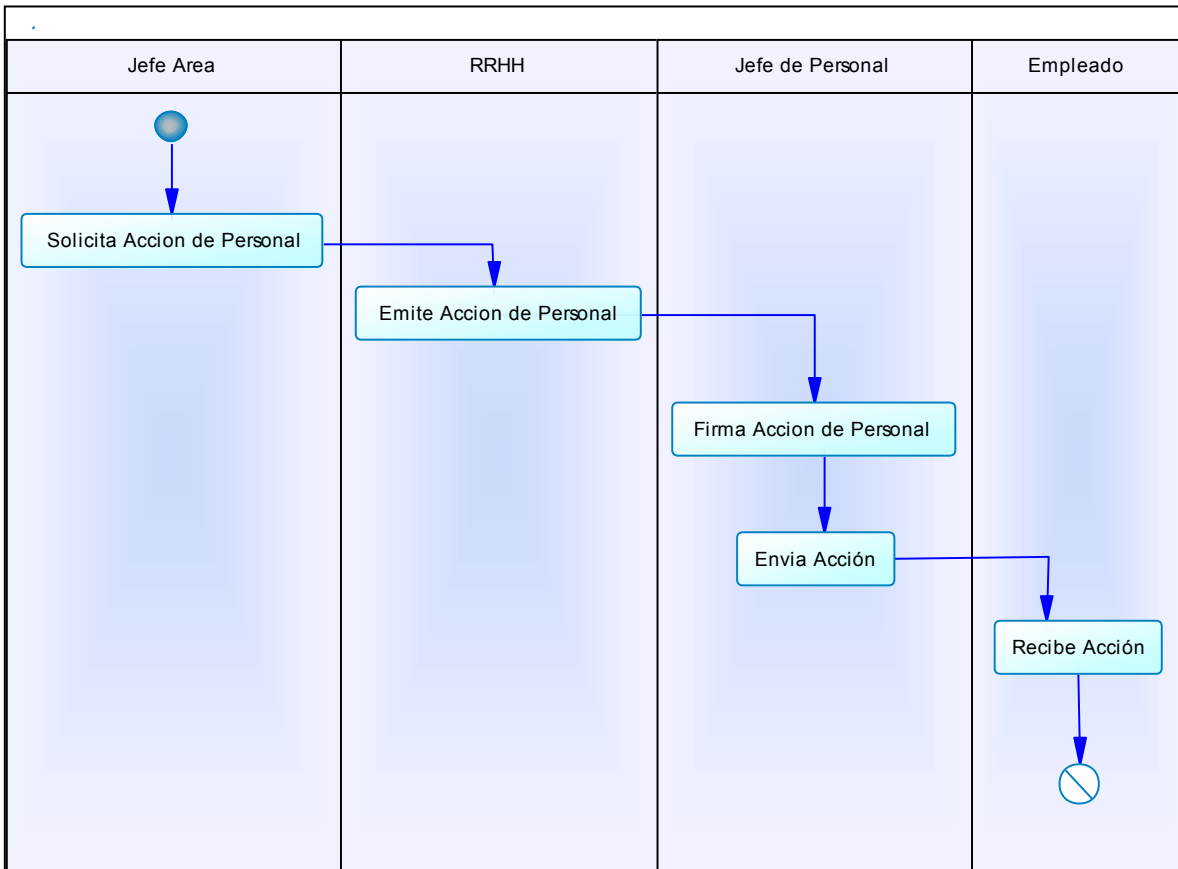 Jefe Area
RRHH
Jefe de Personal
Empleado
Solicita Accion de Personal
Emite Accion de Personal
Firma Accion de Personal
Envia Acción
Recibe Acción